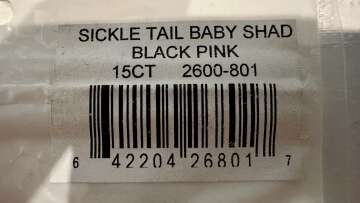 SICKLE TAIL BABY SHAD
BLACK PINK
15CT 2600-801
6 42204 26801 7